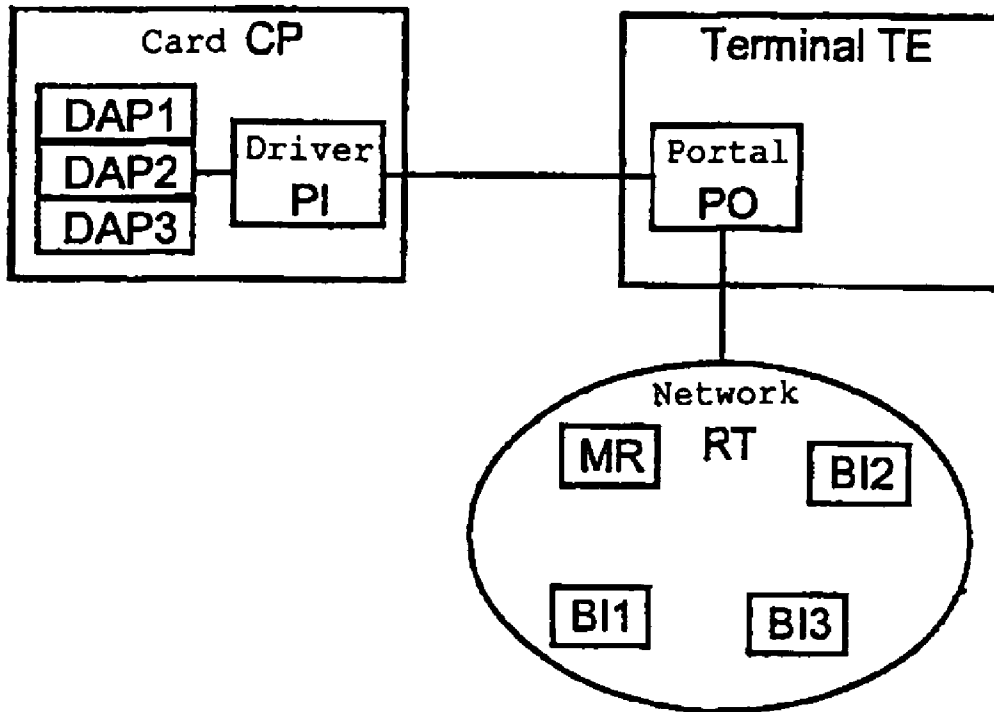 Card CP
DAP1
DAP2
DAP3
Driver
PI
Terminal TE
Portal
PO
Network
RT
MR
BI2
BI1
BI3